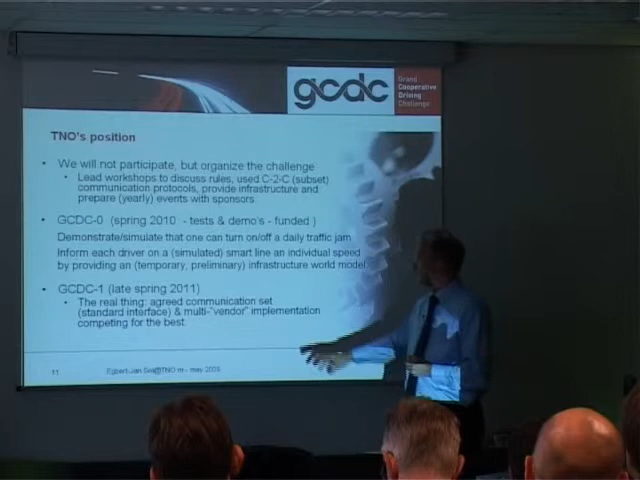 gcdc
Grand
Cooperative
Driving
Challenge
TNO's position
• We will not participate, but organize the challenge
• Lead workshops to discuss rules, used C-2-C (subset)
communication protocols, provide infrastructure and
prepare (yearly) events with sponsors
• GCDC-0 (spring 2010 - tests & demo's - funded )
Demonstrate/simulate that one can turn on/off a daily traffic jam
Inform each driver on a (simulated) smart line an individual speed
by providing an (temporary, preliminary) infrastructure world model
• GCDC-1 (late spring 2011)
• The real thing: agreed communication set
(standard interface) & multi-"vendor" implementation
competing for the best
11